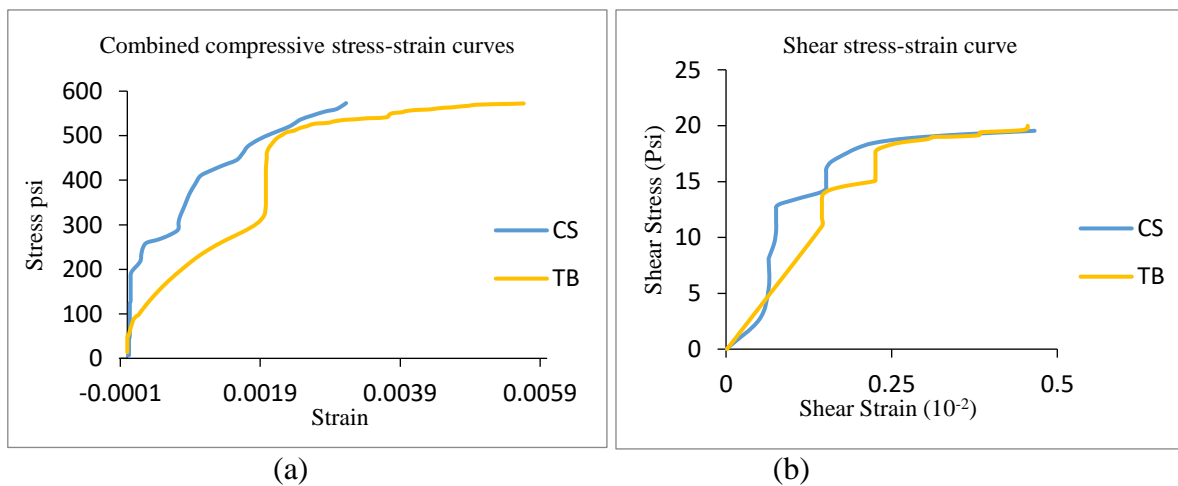 Combined compressive stress-strain curves
Stress psi
600
500
400
300
200
100
0
-0.0001 0.0019 0.0039 0.0059
Strain
CS
TB
(a)
Shear stress-strain curve
Shear Stress (Psi)
25
20
15
10
5
0
0 0.25 0.5
Shear Strain (10⁻²)
CS
TB
(b)